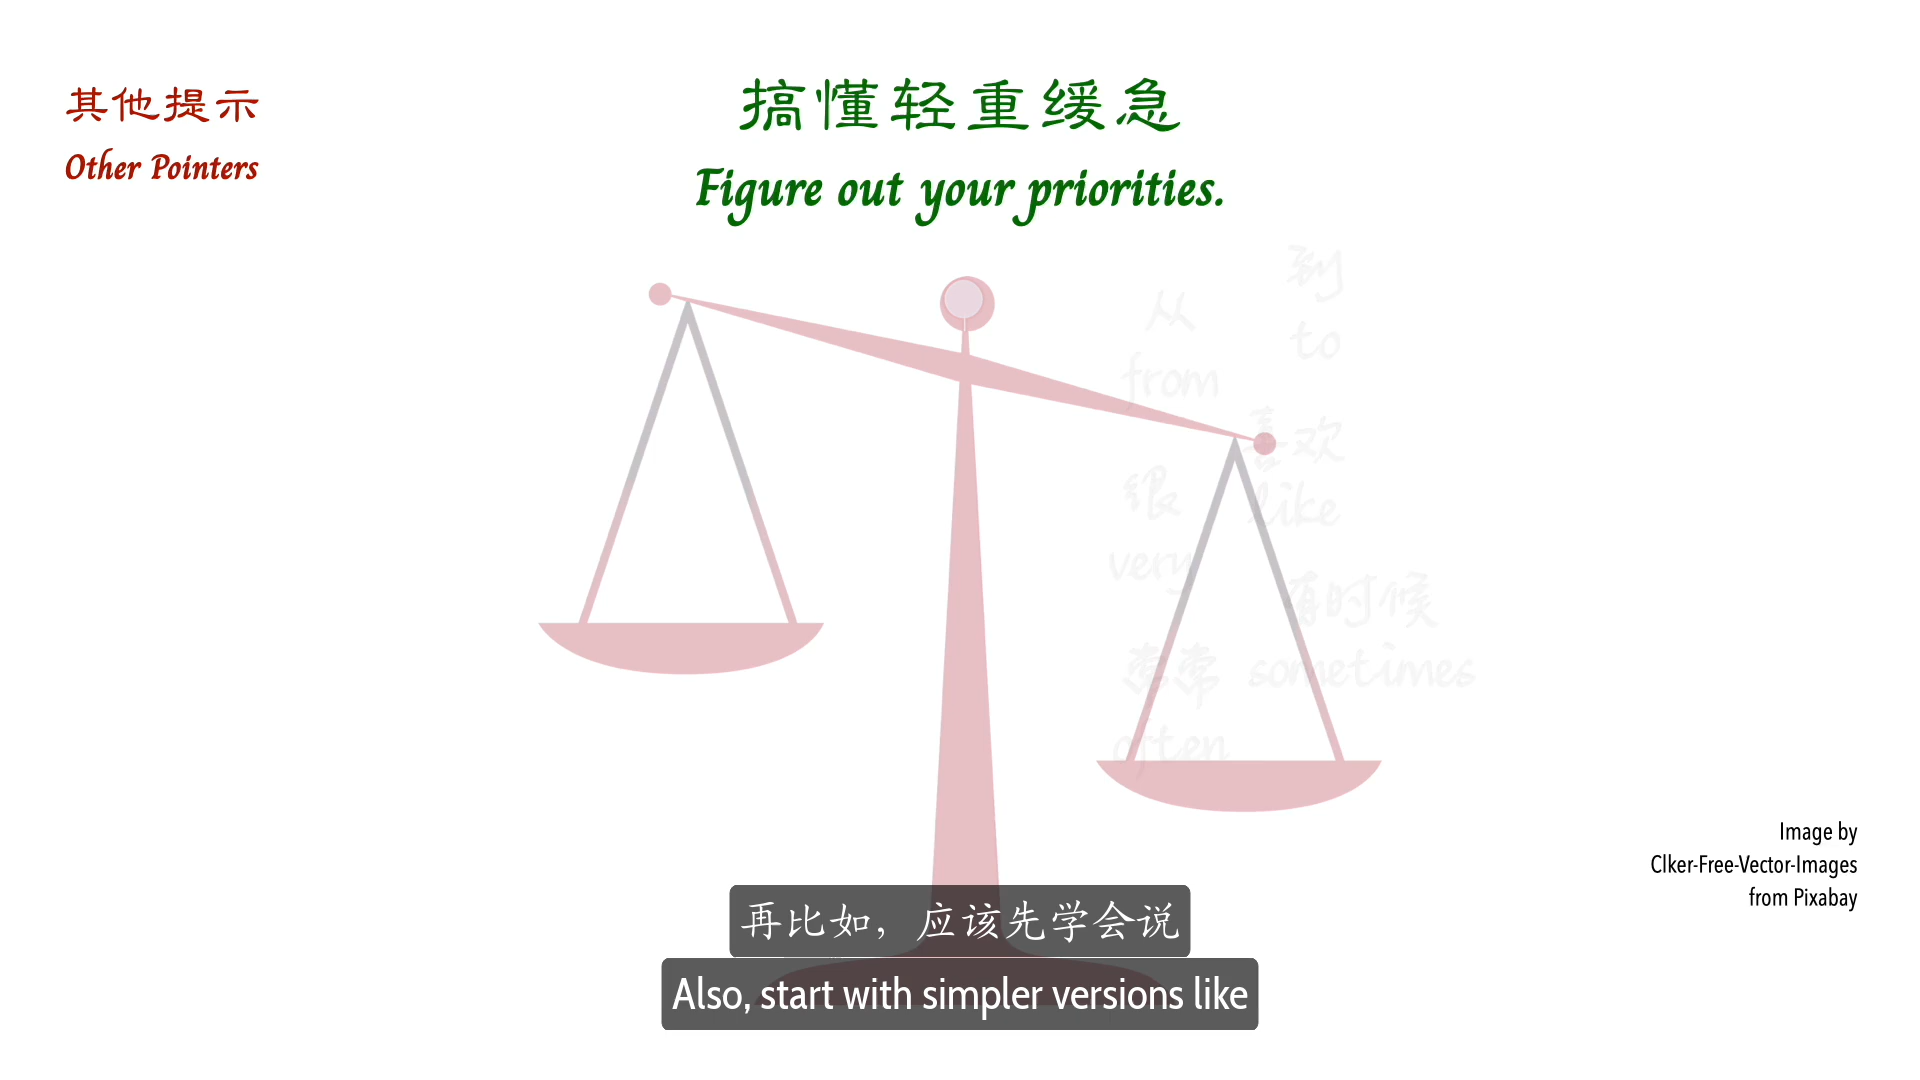 其他提示
Other Pointers
搞懂轻重缓急
Figure out your priorities.
到
to
从
from
喜欢
like
很
very
有时候
sometimes
常常
often
Image by
Clker-Free-Vector-Images
from Pixabay
再比如，应该先学会说
Also, start with simpler versions like